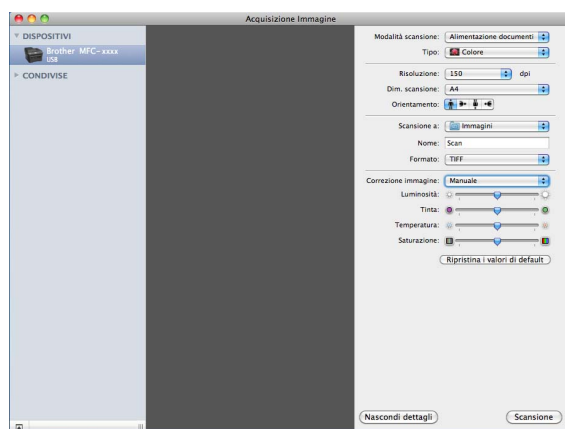 Acquisizione Immagine
DISPOSITIVI
Brother MFC-xxxx
USB
CONDIVISE
Modalità scansione: Alimentazione documenti
Tipo: Colore
Risoluzione: 150 dpi
Dim. scansione: A4
Orientamento:
Scansione a: Immagini
Nome: Scan
Formato: TIFF
Correzione immagine: Manuale
Luminosità:
Tinta:
Temperatura:
Saturazione:
Ripristina i valori di default
Nascondi dettagli
Scansione